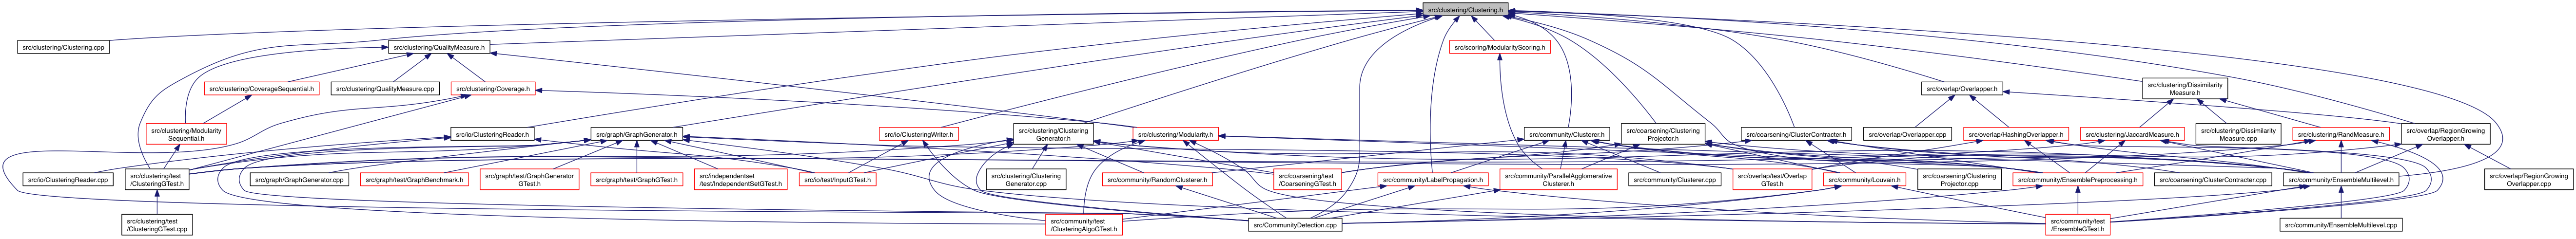 src/clustering/Clustering.h
src/clustering/Clustering.cpp
src/clustering/QualityMeasure.h
src/scoring/ModularityScoring.h
src/clustering/CoverageSequential.h
src/clustering/QualityMeasure.cpp
src/clustering/Coverage.h
src/overlap/Overlapper.h
src/clustering/Dissimilarity
Measure.h
src/clustering/Modularity
Sequential.h
src/io/ClusteringReader.h
src/graph/GraphGenerator.h
src/io/ClusteringWriter.h
src/clustering/Clustering
Generator.h
src/clustering/Modularity.h
src/community/Clusterer.h
src/coarsening/Clustering
Projector.h
src/coarsening/ClusterContracter.h
src/overlap/Overlapper.cpp
src/overlap/HashingOverlapper.h
src/clustering/JaccardMeasure.h
src/clustering/Dissimilarity
Measure.cpp
src/clustering/RandMeasure.h
src/overlap/RegionGrowing
Overlapper.h
src/io/ClusteringReader.cpp
src/clustering/test
/ClusteringGTest.h
src/graph/GraphGenerator.cpp
src/graph/test/GraphBenchmark.h
src/graph/test/GraphGenerator
GTest.h
src/graph/test/GraphGTest.h
src/independentset
/test/IndependentSetGTest.h
src/io/test/InputGTest.h
src/clustering/Clustering
Generator.cpp
src/community/RandomClusterer.h
src/coarsening/test
/CoarseningGTest.h
src/community/LabelPropagation.h
src/community/ParallelAgglomerative
Clusterer.h
src/community/Clusterer.cpp
src/overlap/test/Overlap
GTest.h
src/community/Louvain.h
src/coarsening/Clustering
Projector.cpp
src/community/EnsemblePreprocessing.h
src/coarsening/ClusterContracter.cpp
src/community/EnsembleMultilevel.h
src/overlap/RegionGrowing
Overlapper.cpp
src/clustering/test
/ClusteringGTest.cpp
src/community/test
/ClusteringAlgoGTest.h
src/CommunityDetection.cpp
src/community/test
/EnsembleGTest.h
src/community/EnsembleMultilevel.cpp